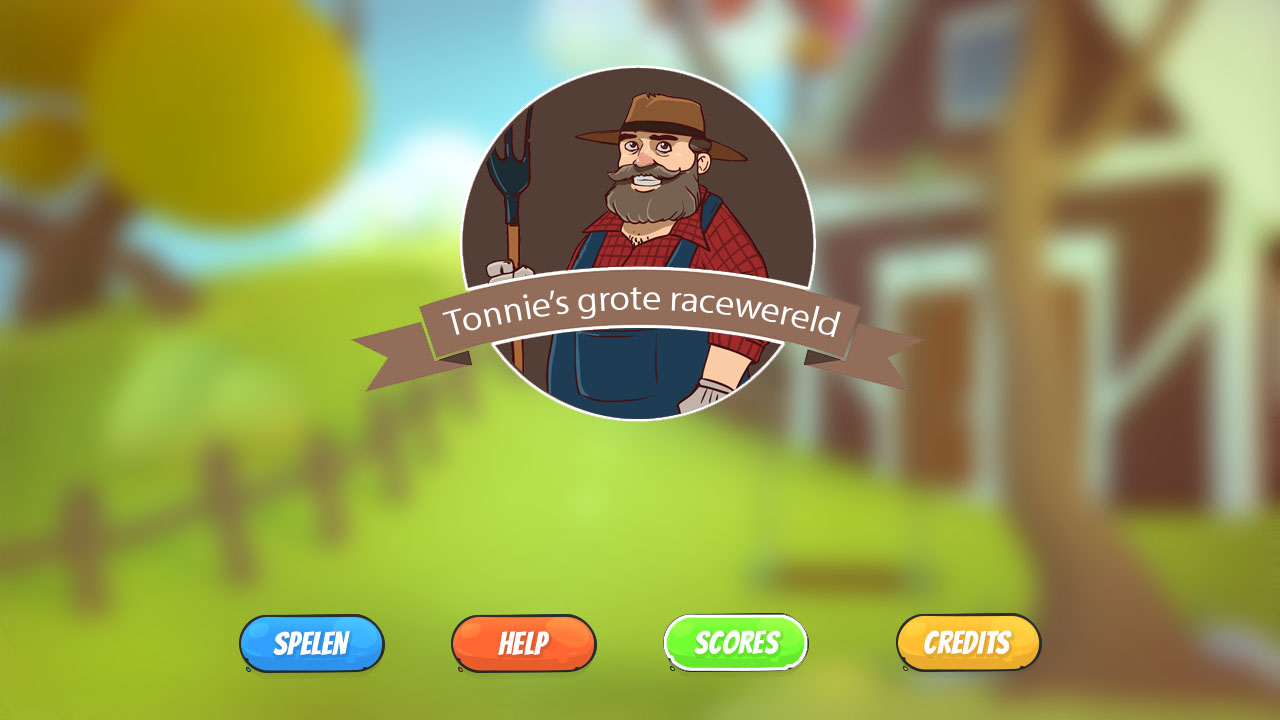 Tonnie's grote racewereld
SPELEN
HELP
SCORES
CREDITS